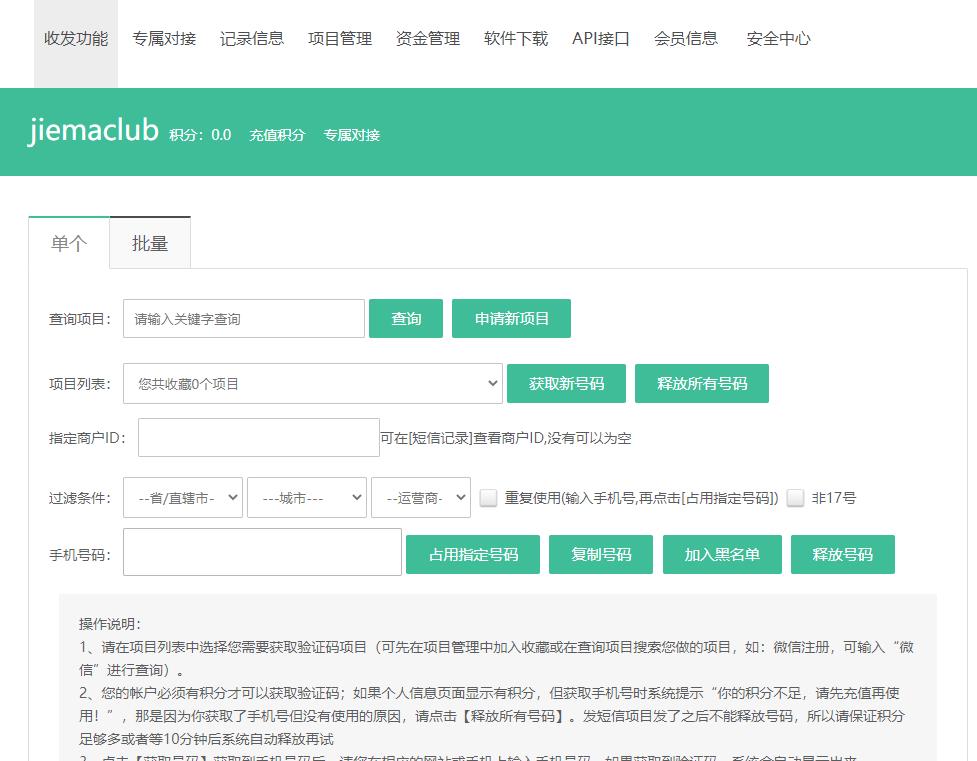 收发功能 专属对接 记录信息 项目管理 资金管理 软件下载 API接口 会员信息 安全中心
jiemaclub 积分：0.0 充值积分 专属对接
单个 批量
查询项目： 请输入关键字查询 查询 申请新项目
项目列表： 您共收藏0个项目 获取新号码 释放所有号码
指定商户ID： 可在[短信记录]查看商户ID,没有可以为空
过滤条件： --省/直辖市- ---城市--- --运营商- 重复使用(输入手机号,再点击[占用指定号码]) 非17号
手机号码： 占用指定号码 复制号码 加入黑名单 释放号码
操作说明：
1、请在项目列表中选择您需要获取验证码项目（可先在项目管理中加入收藏或在查询项目搜索您做的项目，如：微信注册，可输入“微
信”进行查询）。
2、您的帐户必须有积分才可以获取验证码；如果个人信息页面显示有积分，但获取手机号时系统提示“你的积分不足，请先充值再使
用！”，那是因为你获取了手机号但没有使用的原因，请点击【释放所有号码】。发短信项目发了之后不能释放号码，所以请保证积分
足够多或者等10分钟后系统自动释放再试